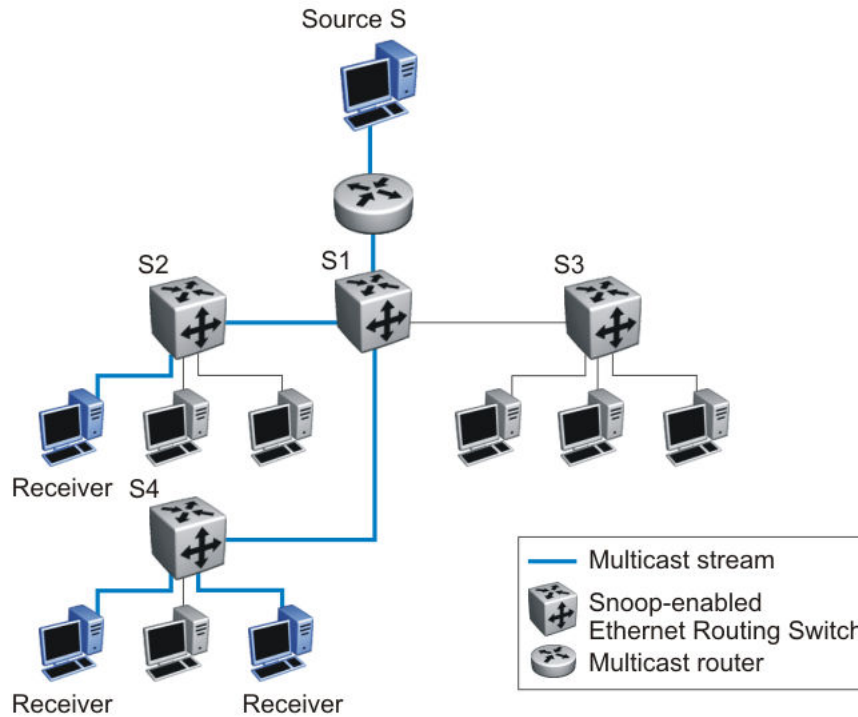 Source S
S2
S1
S3
Receiver
S4
Receiver
Receiver
Multicast stream
Snoop-enabled
Ethernet Routing Switch
Multicast router